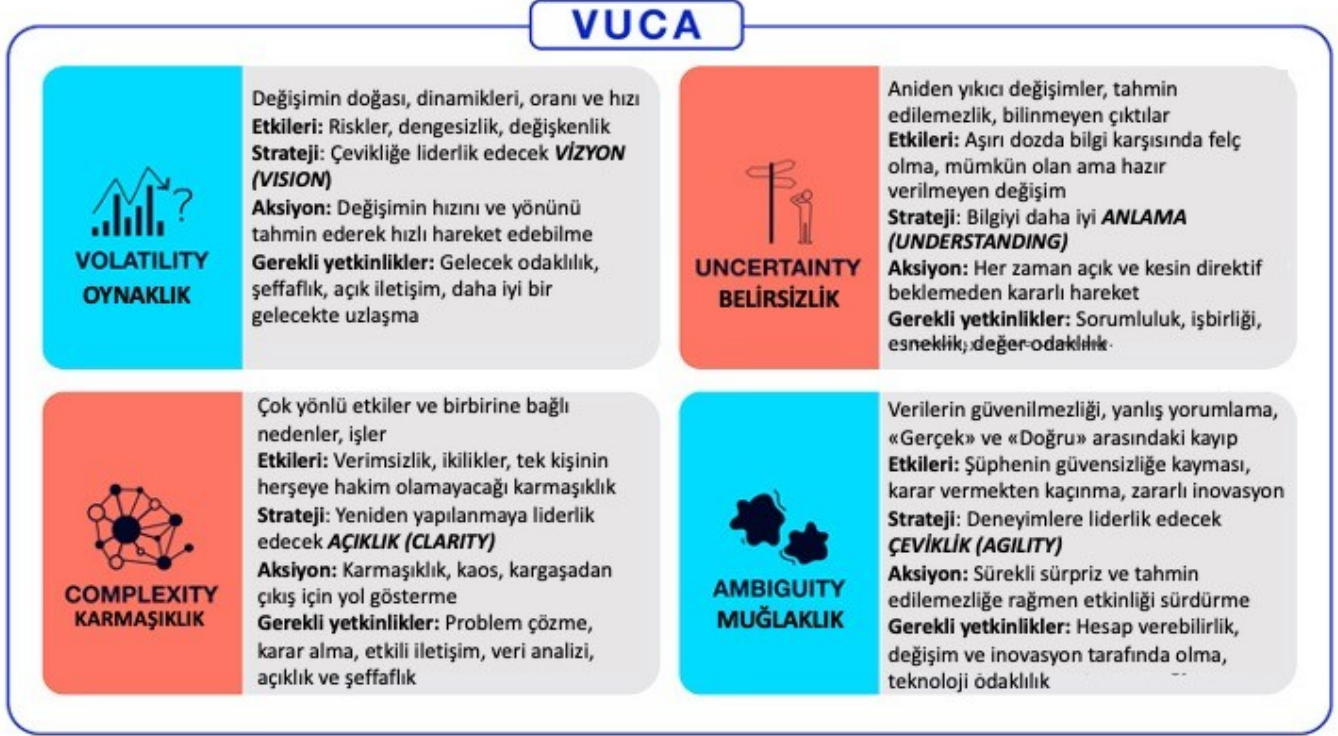 VUCA
VOLATILITY
OYNAKLIK
Değişimin doğası, dinamikleri, oranı ve hızı
Etkileri: Riskler, dengesizlik, değişkenlik
Strateji: Çevikliğe liderlik edecek VİZYON
(VISION)
Aksiyon: Değişimin hızını ve yönünü
tahmin ederek hızlı hareket edebilme
Gerekli yetkinlikler: Gelecek odaklılık,
şeffaflık, açık iletişim, daha iyi bir
gelecekte uzlaşma
UNCERTAINTY
BELİRSİZLİK
Aniden yıkıcı değişimler, tahmin
edilemezlik, bilinmeyen çıktılar
Etkileri: Aşırı dozda bilgi karşısında felç
olma, mümkün olan ama hazır
verilmeyen değişim
Strateji: Bilgiyi daha iyi ANLAMA
(UNDERSTANDING)
Aksiyon: Her zaman açık ve kesin direktif
beklemeden kararlı hareket
Gerekli yetkinlikler: Sorumluluk, işbirliği,
esneklik, değer odaklılık
COMPLEXITY
KARMAŞIKLIK
Çok yönlü etkiler ve birbirine bağlı
nedenler, işler
Etkileri: Verimsizlik, ikilikler, tek kişinin
herşeye hakim olamayacağı karmaşıklık
Strateji: Yeniden yapılanmaya liderlik
edecek AÇIKLIK (CLARITY)
Aksiyon: Karmaşıklık, kaos, kargaşadan
çıkış için yol gösterme
Gerekli yetkinlikler: Problem çözme,
karar alma, etkili iletişim, veri analizi,
açıklık ve şeffaflık
AMBIGUITY
MUĞLAKLIK
Verilerin güvenilmezliği, yanlış yorumlama,
«Gerçek» ve «Doğru» arasındaki kayıp
Etkileri: Şüphenin güvensizliğe kayması,
karar vermekten kaçınma, zararlı inovasyon
Strateji: Deneyimlere liderlik edecek
ÇEVİKLİK (AGILITY)
Aksiyon: Sürekli sürpriz ve tahmin
edilemezliğe rağmen etkinliği sürdürme
Gerekli yetkinlikler: Hesap verebilirlik,
değişim ve inovasyon tarafında olma,
teknoloji odaklılık